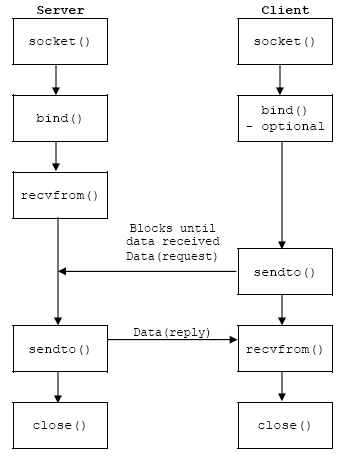 Server
Client
socket()
socket()
bind()
bind()
- optional
recvfrom()
Blocks until
data received
Data(request)
sendto()
Data(reply)
sendto()
recvfrom()
close()
close()